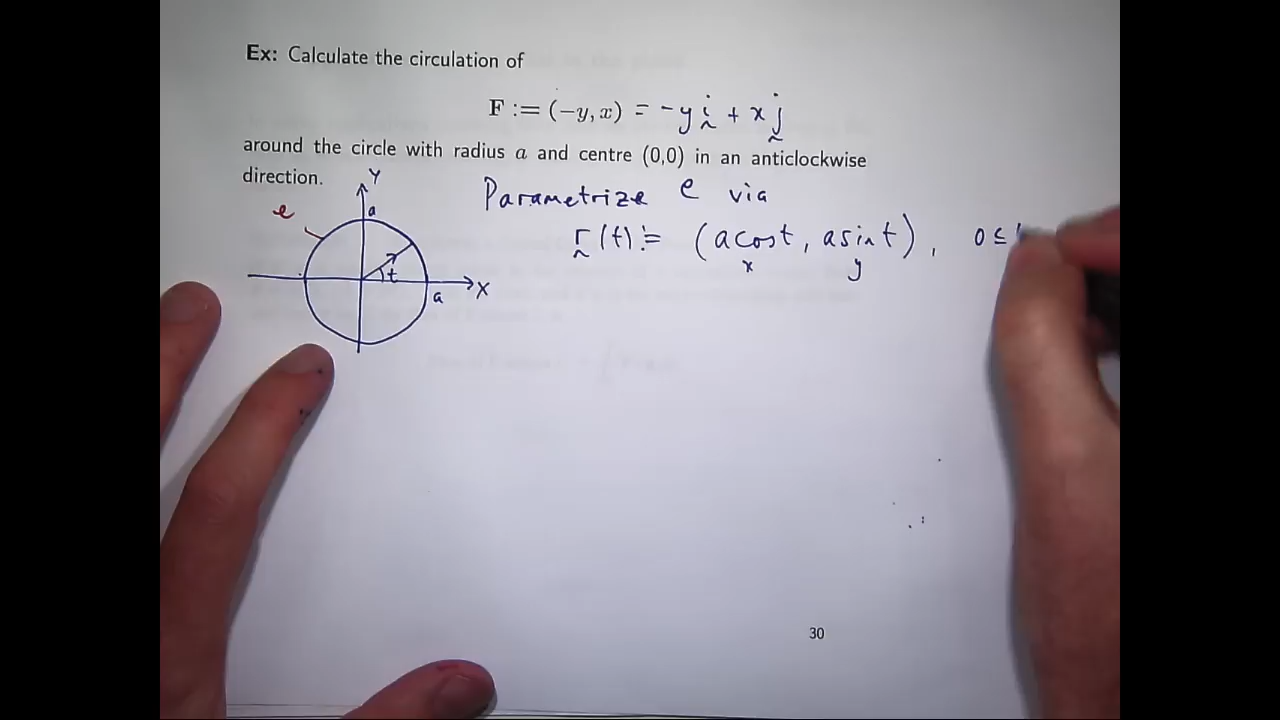 Ex: Calculate the circulation of
F := (-y, x) = -y i + x j
around the circle with radius a and centre (0,0) in an anticlockwise
direction.
Y
a
e
t
a
X
Parametrize e via
r(t) := (a cos t, a sin t), 0 ≤
x y
30